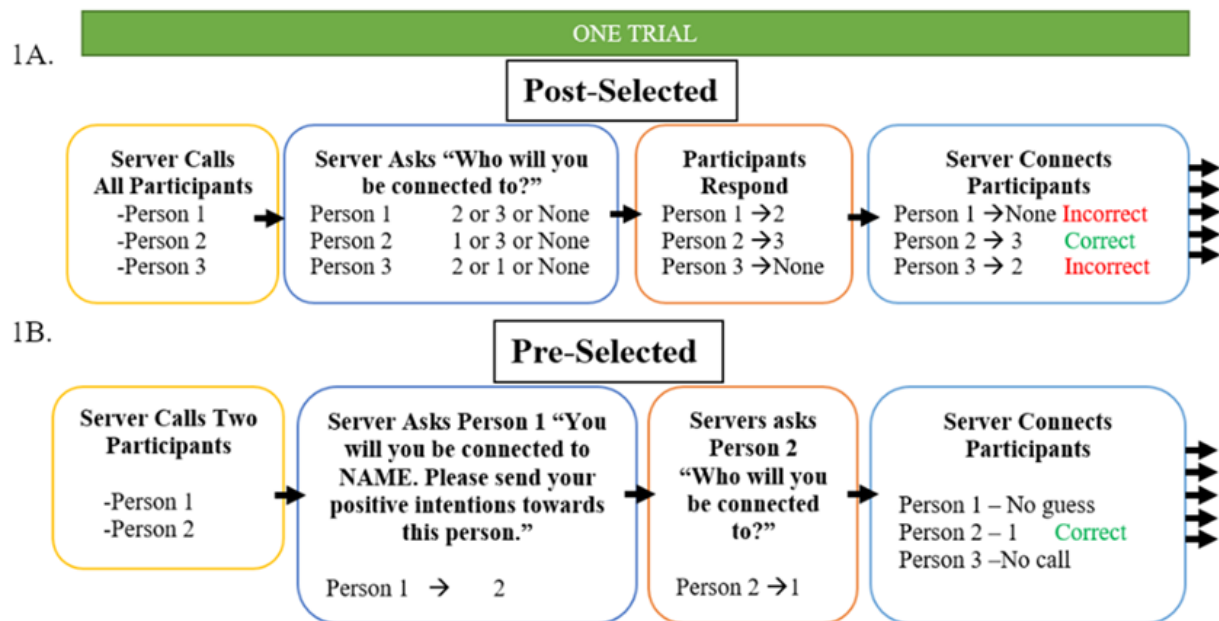 ONE TRIAL
1A.
Post-Selected
Server Calls
All Participants
-Person 1
-Person 2
-Person 3
Server Asks “Who will you
be connected to?”
Person 1 2 or 3 or None
Person 2 1 or 3 or None
Person 3 2 or 1 or None
Participants
Respond
Person 1 →2
Person 2 →3
Person 3 →None
Server Connects
Participants
Person 1 →None Incorrect
Person 2 → 3 Correct
Person 3 → 2 Incorrect
1B.
Pre-Selected
Server Calls Two
Participants
-Person 1
-Person 2
Server Asks Person 1 “You
will you be connected to
NAME. Please send your
positive intentions towards
this person.”
Person 1 → 2
Servers asks
Person 2
“Who will you
be connected
to?”
Person 2 →1
Server Connects
Participants
Person 1 – No guess
Person 2 – 1 Correct
Person 3 –No call